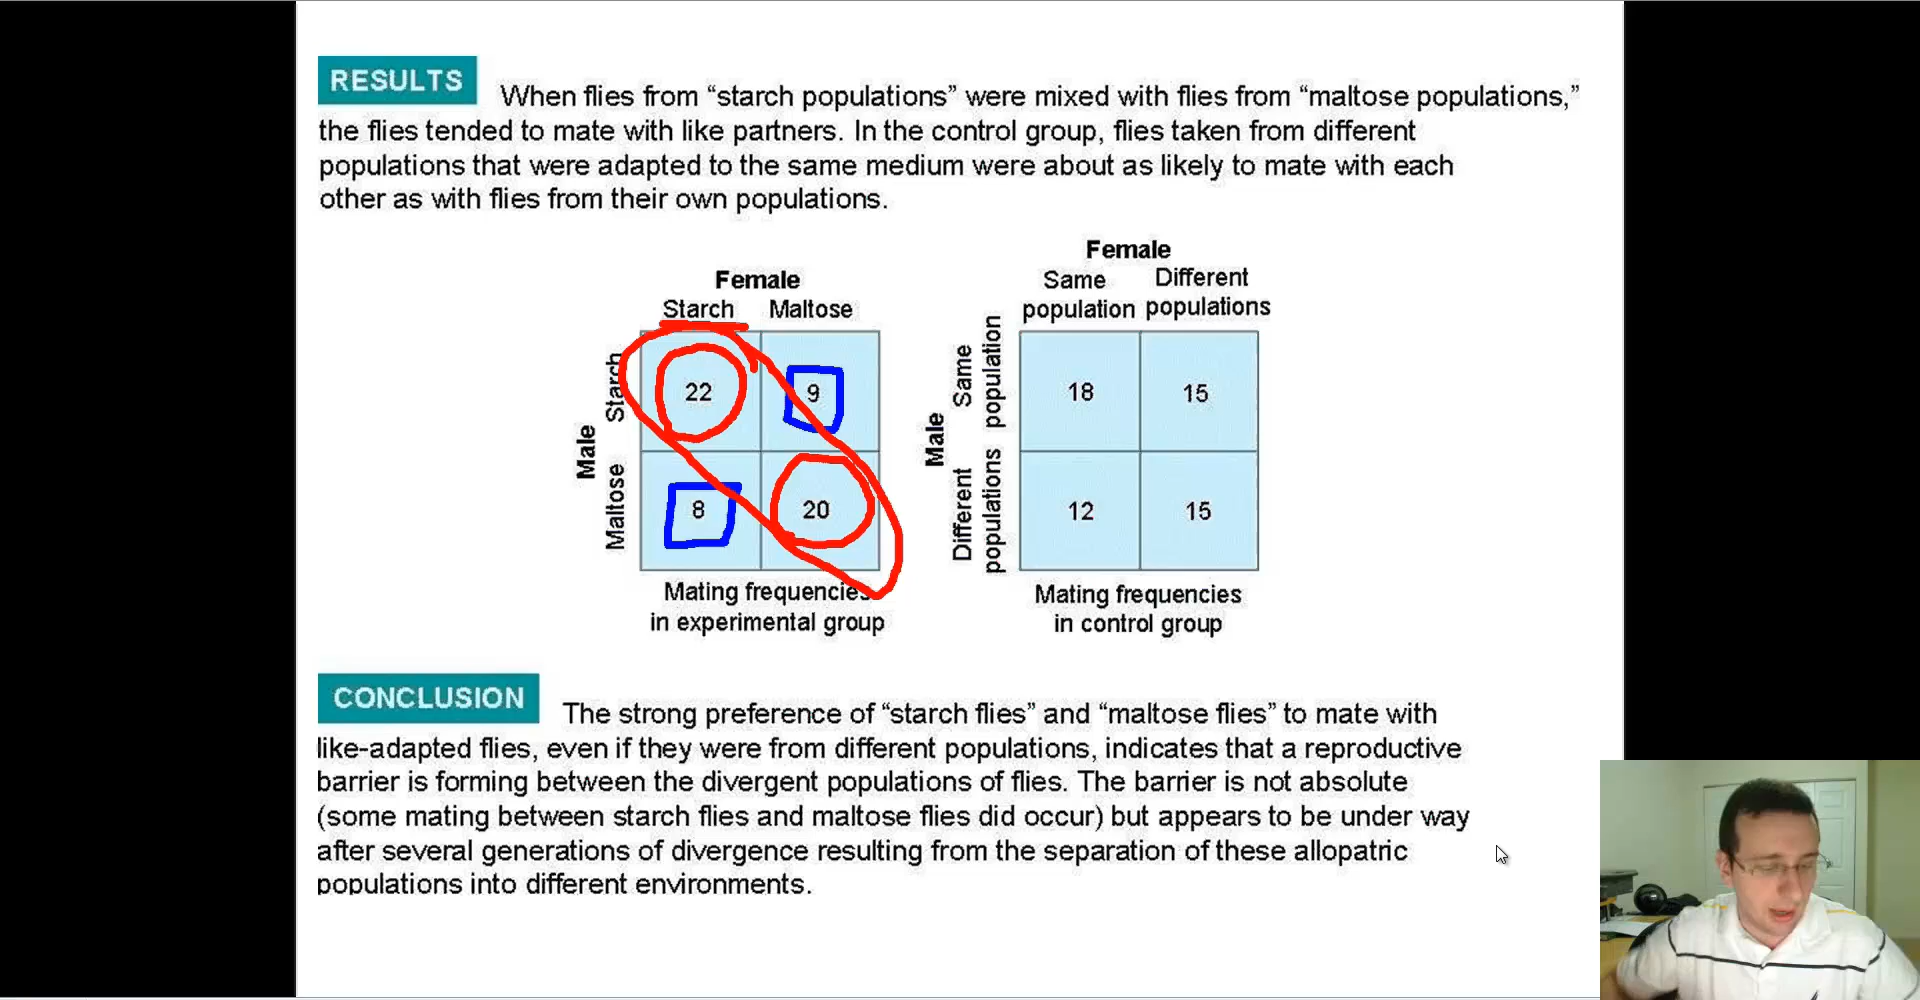 RESULTS When flies from “starch populations” were mixed with flies from “maltose populations,”
the flies tended to mate with like partners. In the control group, flies taken from different
populations that were adapted to the same medium were about as likely to mate with each
other as with flies from their own populations.
Female
Starch Maltose
Male
Starch
Maltose
22 9
8 20
Mating frequencies
in experimental group
Female
Same Different
population populations
Male
Same
population
Different
populations
18 15
12 15
Mating frequencies
in control group
CONCLUSION The strong preference of “starch flies” and “maltose flies” to mate with
like-adapted flies, even if they were from different populations, indicates that a reproductive
barrier is forming between the divergent populations of flies. The barrier is not absolute
(some mating between starch flies and maltose flies did occur) but appears to be under way
after several generations of divergence resulting from the separation of these allopatric
populations into different environments.